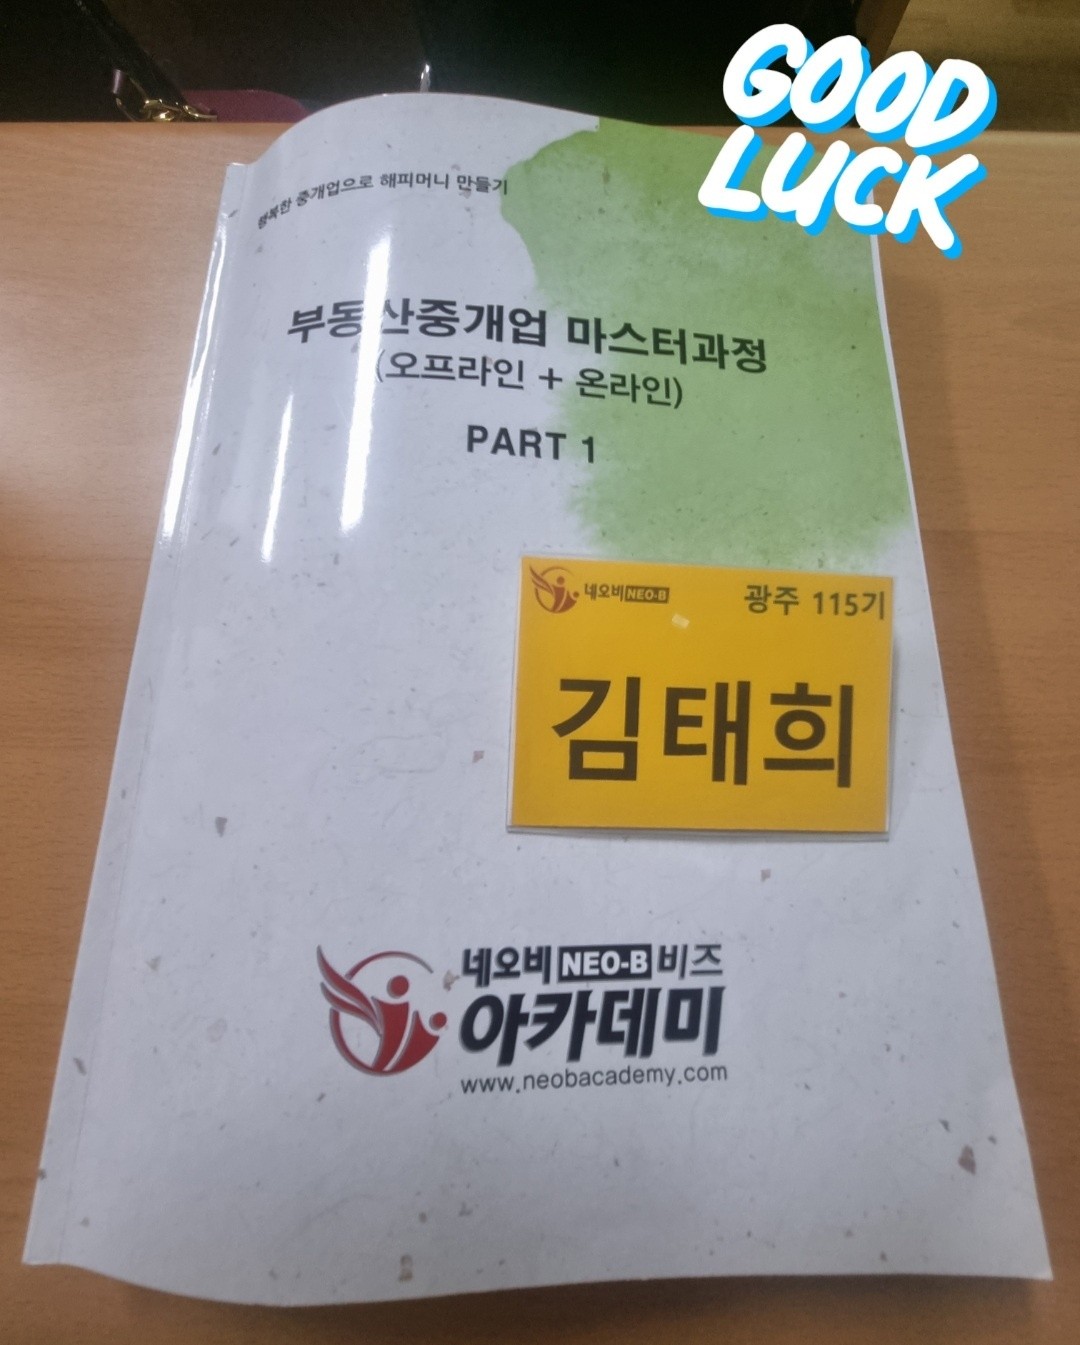 GOOD
LUCK
행복한 중개업으로 해피머니 만들기
부동산중개업 마스터과정
(오프라인 + 온라인)
PART 1
네오비 NEO-B
광주 115기
김태희
네오비 NEO-B 비즈
아카데미
www.neobacademy.com